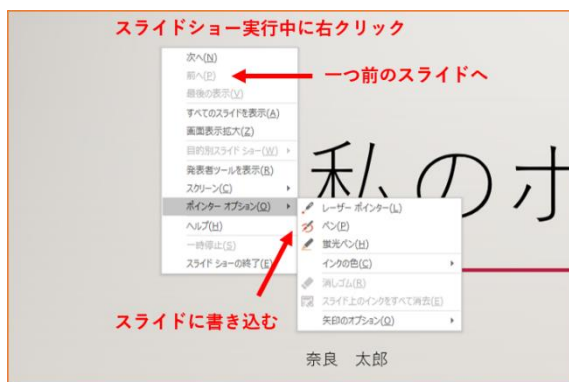 スライドショー実行中に右クリック
次へ(N)
前へ(P)
一つ前のスライドへ
最後の表示(V)
すべてのスライドを表示(A)
画面表示拡大(Z)
目的別スライド ショー(W)
発表者ツールを表示(R)
スクリーン(C)
ポインター オプション(O)
ヘルプ(H)
一時停止(S)
スライド ショーの終了(E)
レーザー ポインター(L)
ペン(P)
蛍光ペン(H)
インクの色(C)
消しゴム(R)
スライド上のインクをすべて消去(E)
矢印のオプション(O)
私のポ
スライドに書き込む
奈良 太郎